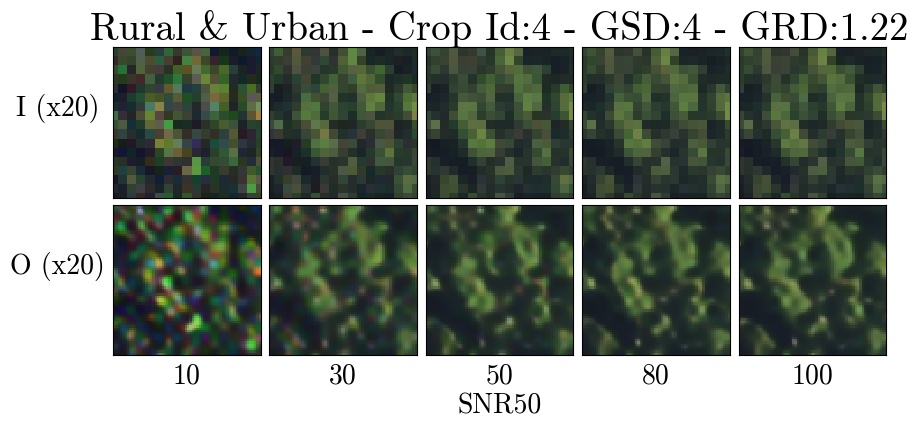 Rural & Urban - Crop Id:4 - GSD:4 - GRD:1.22
I (x20)
O (x20)
10 30 50 80 100
SNR50